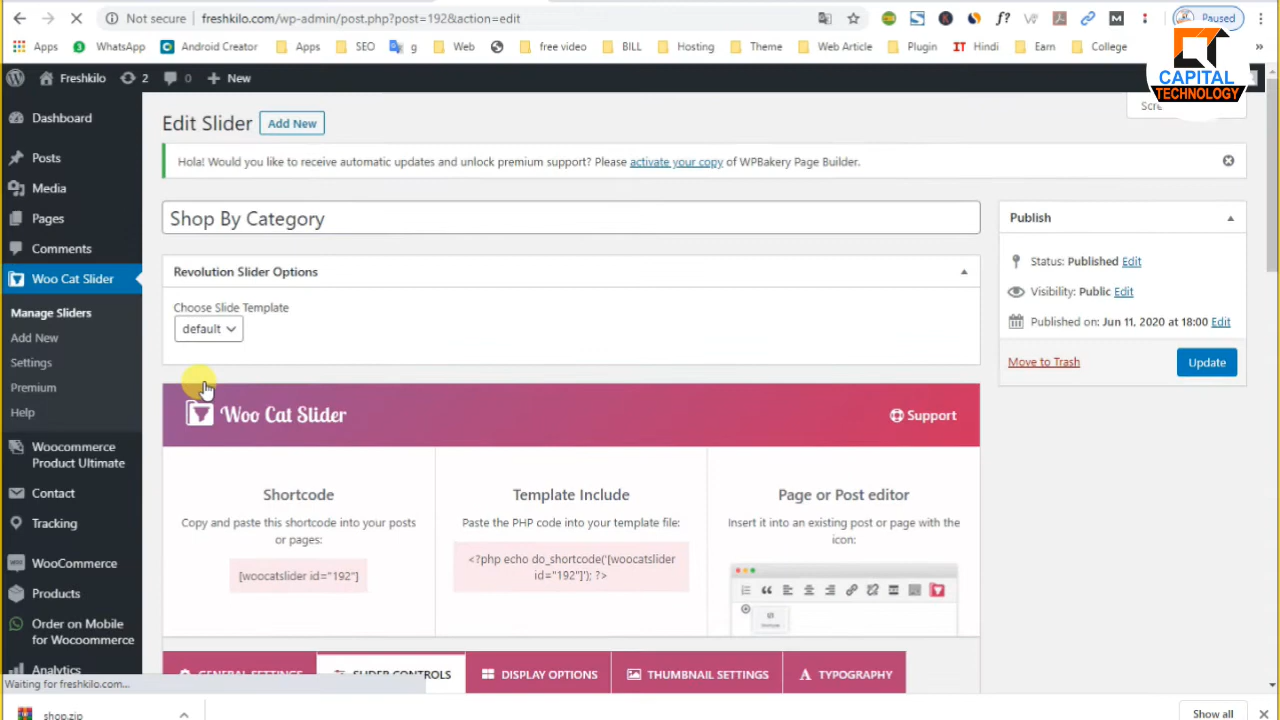 Not secure | freshkilo.com/wp-admin/post.php?post=192&action=edit
f?
Paused
Apps
WhatsApp
Android Creator
Apps
SEO
g
Web
free video
BILL
Hosting
Theme
Web Article
Plugin
IT Hindi
Earn
College
»
CAPITAL
TECHNOLOGY
Freshkilo
2
0
New
Scre
Dashboard
Posts
Media
Pages
Comments
Woo Cat Slider
Manage Sliders
Add New
Settings
Premium
Help
Woocommerce
Product Ultimate
Contact
Tracking
WooCommerce
Products
Order on Mobile
for Wocoommerce
Analytics
Edit Slider
Add New
Hola! Would you like to receive automatic updates and unlock premium support? Please activate your copy of WPBakery Page Builder.
Shop By Category
Revolution Slider Options
Choose Slide Template
default
Woo Cat Slider
Support
Shortcode
Copy and paste this shortcode into your posts
or pages:
[woocatslider id="192"]
Template Include
Paste the PHP code into your template file:
<?php echo do_shortcode('[woocatslider
id="192"]'); ?>
Page or Post editor
Insert it into an existing post or page with the
icon:
GENERAL SETTINGS
SLIDER CONTROLS
DISPLAY OPTIONS
THUMBNAIL SETTINGS
TYPOGRAPHY
Publish
Status: Published Edit
Visibility: Public Edit
Published on: Jun 11, 2020 at 18:00 Edit
Move to Trash
Update
Waiting for freshkilo.com...
shop.zip
Show all